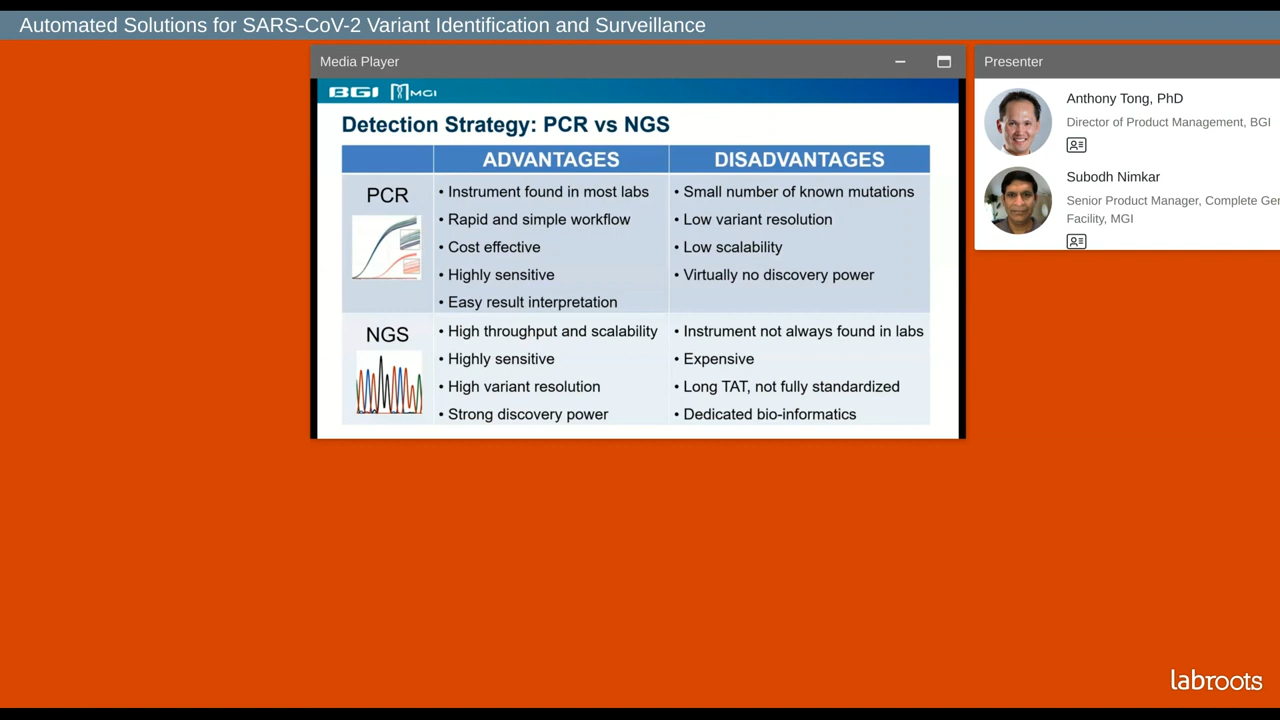 Automated Solutions for SARS-CoV-2 Variant Identification and Surveillance
Media Player
Presenter
BGI MGI
Detection Strategy: PCR vs NGS
ADVANTAGES
DISADVANTAGES
PCR
• Instrument found in most labs
• Rapid and simple workflow
• Cost effective
• Highly sensitive
• Easy result interpretation
• Small number of known mutations
• Low variant resolution
• Low scalability
• Virtually no discovery power
NGS
• High throughput and scalability
• Highly sensitive
• High variant resolution
• Strong discovery power
• Instrument not always found in labs
• Expensive
• Long TAT, not fully standardized
• Dedicated bio-informatics
Anthony Tong, PhD
Director of Product Management, BGI
Subodh Nimkar
Senior Product Manager, Complete Gen
Facility, MGI
labroots